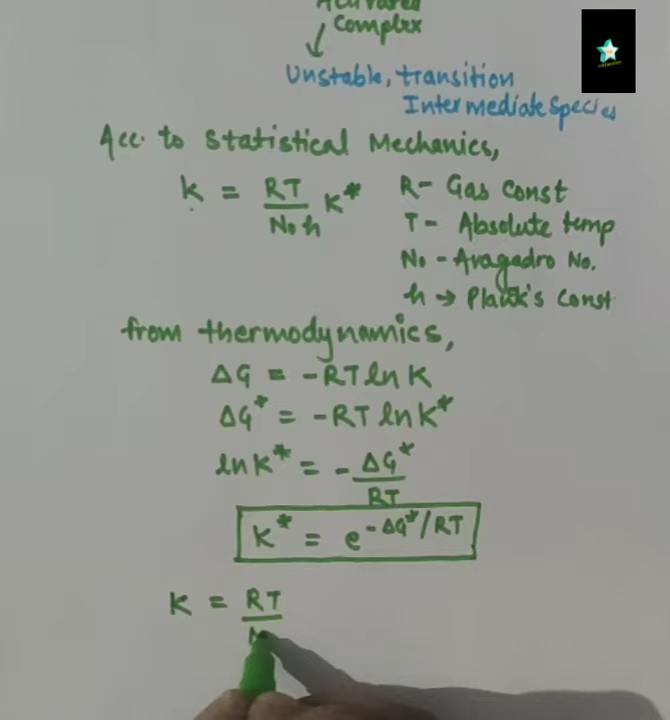 Activated
Complex
Unstable, transition
Intermediate Species
Acc. to Statistical Mechanics,
k = RT/N₀h K*
R- Gas Const
T- Absolute temp
N₀ - Avagadro No.
h → Plank's Const
from thermodynamics,
ΔG = -RT ln K
ΔG* = -RT ln K*
ln K* = - ΔG*/RT
K* = e^-ΔG*/RT
K = RT